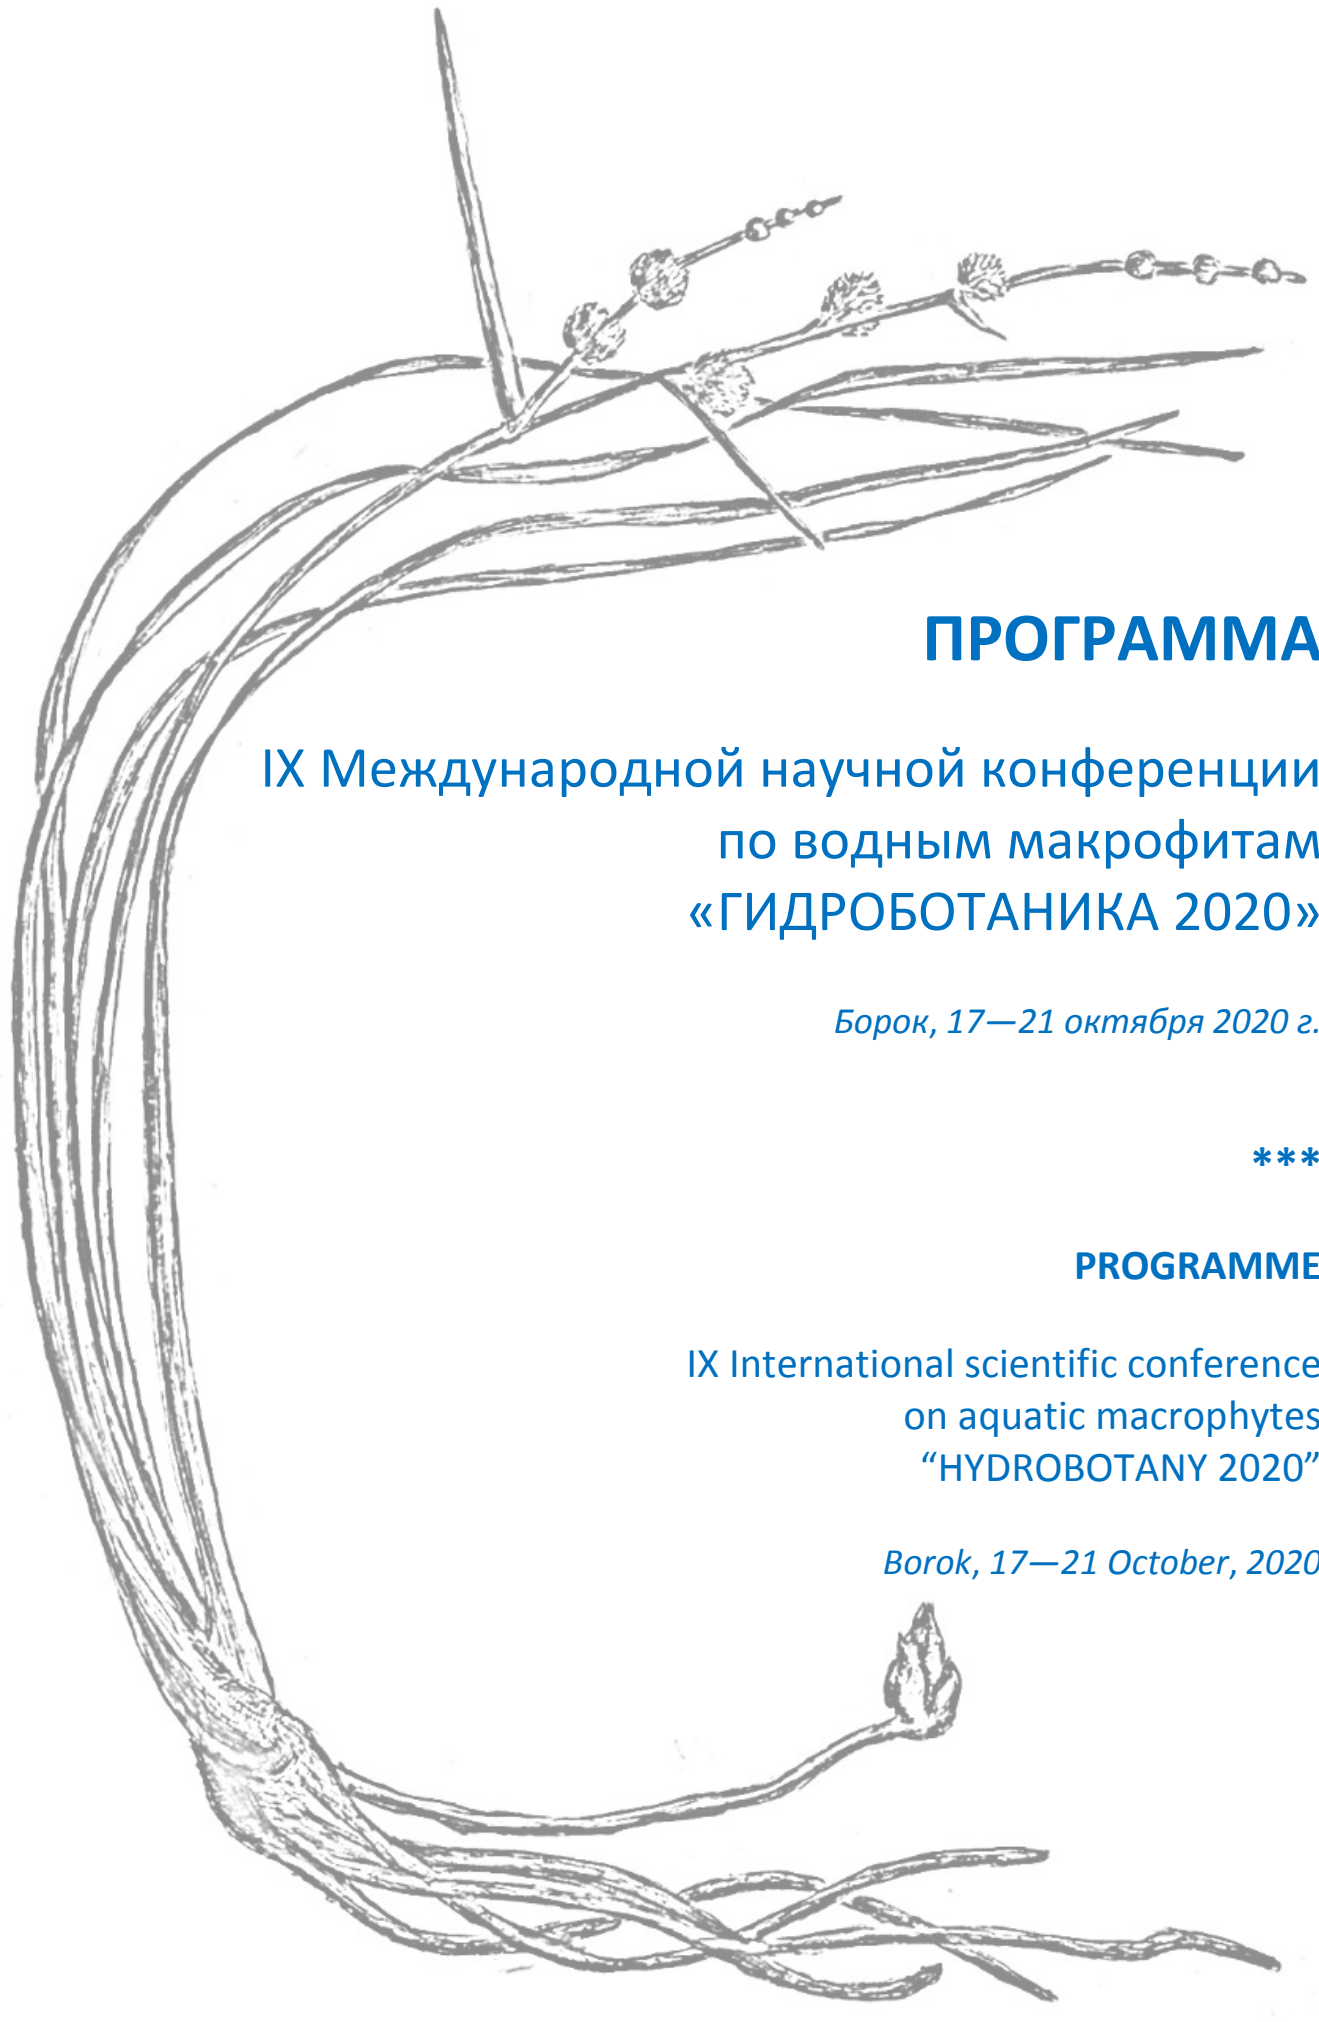 ПРОГРАММА
IX Международной научной конференции
по водным макрофитам
«ГИДРОБОТАНИКА 2020»
Борок, 17—21 октября 2020 г.
***
PROGRAMME
IX International scientific conference
on aquatic macrophytes
“HYDROBOTANY 2020”
Borok, 17—21 October, 2020